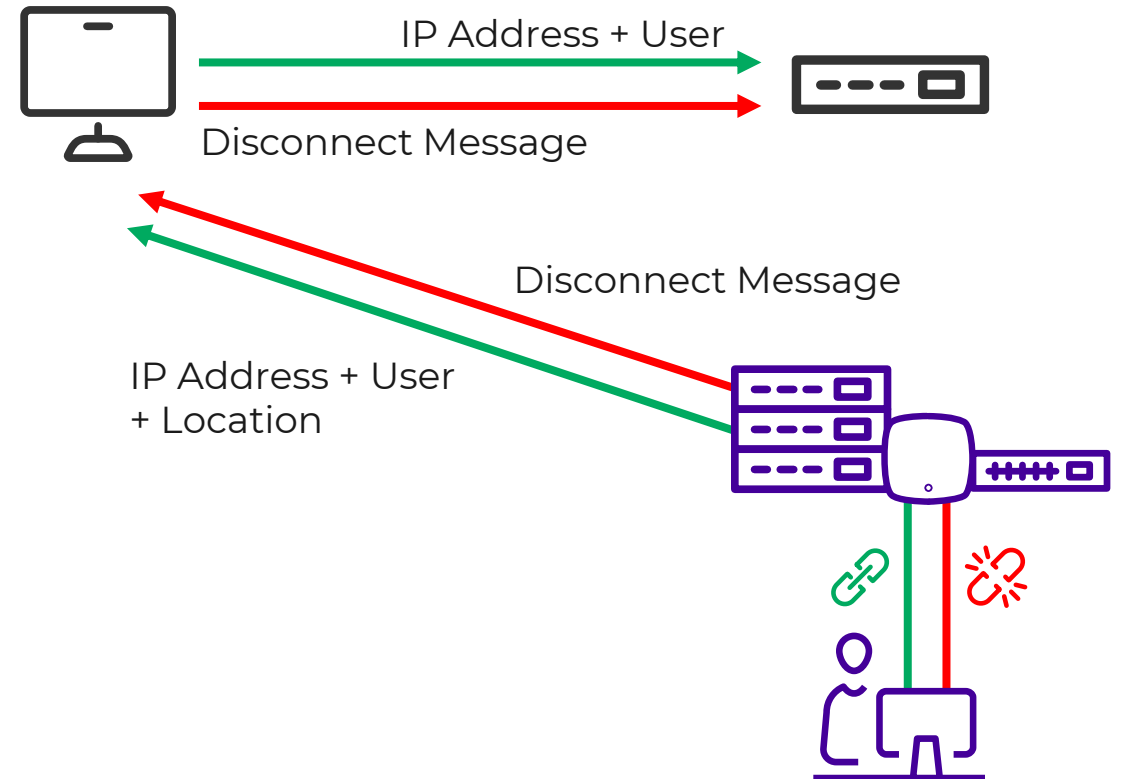 IP Address + User
Disconnect Message
Disconnect Message
IP Address + User
+ Location